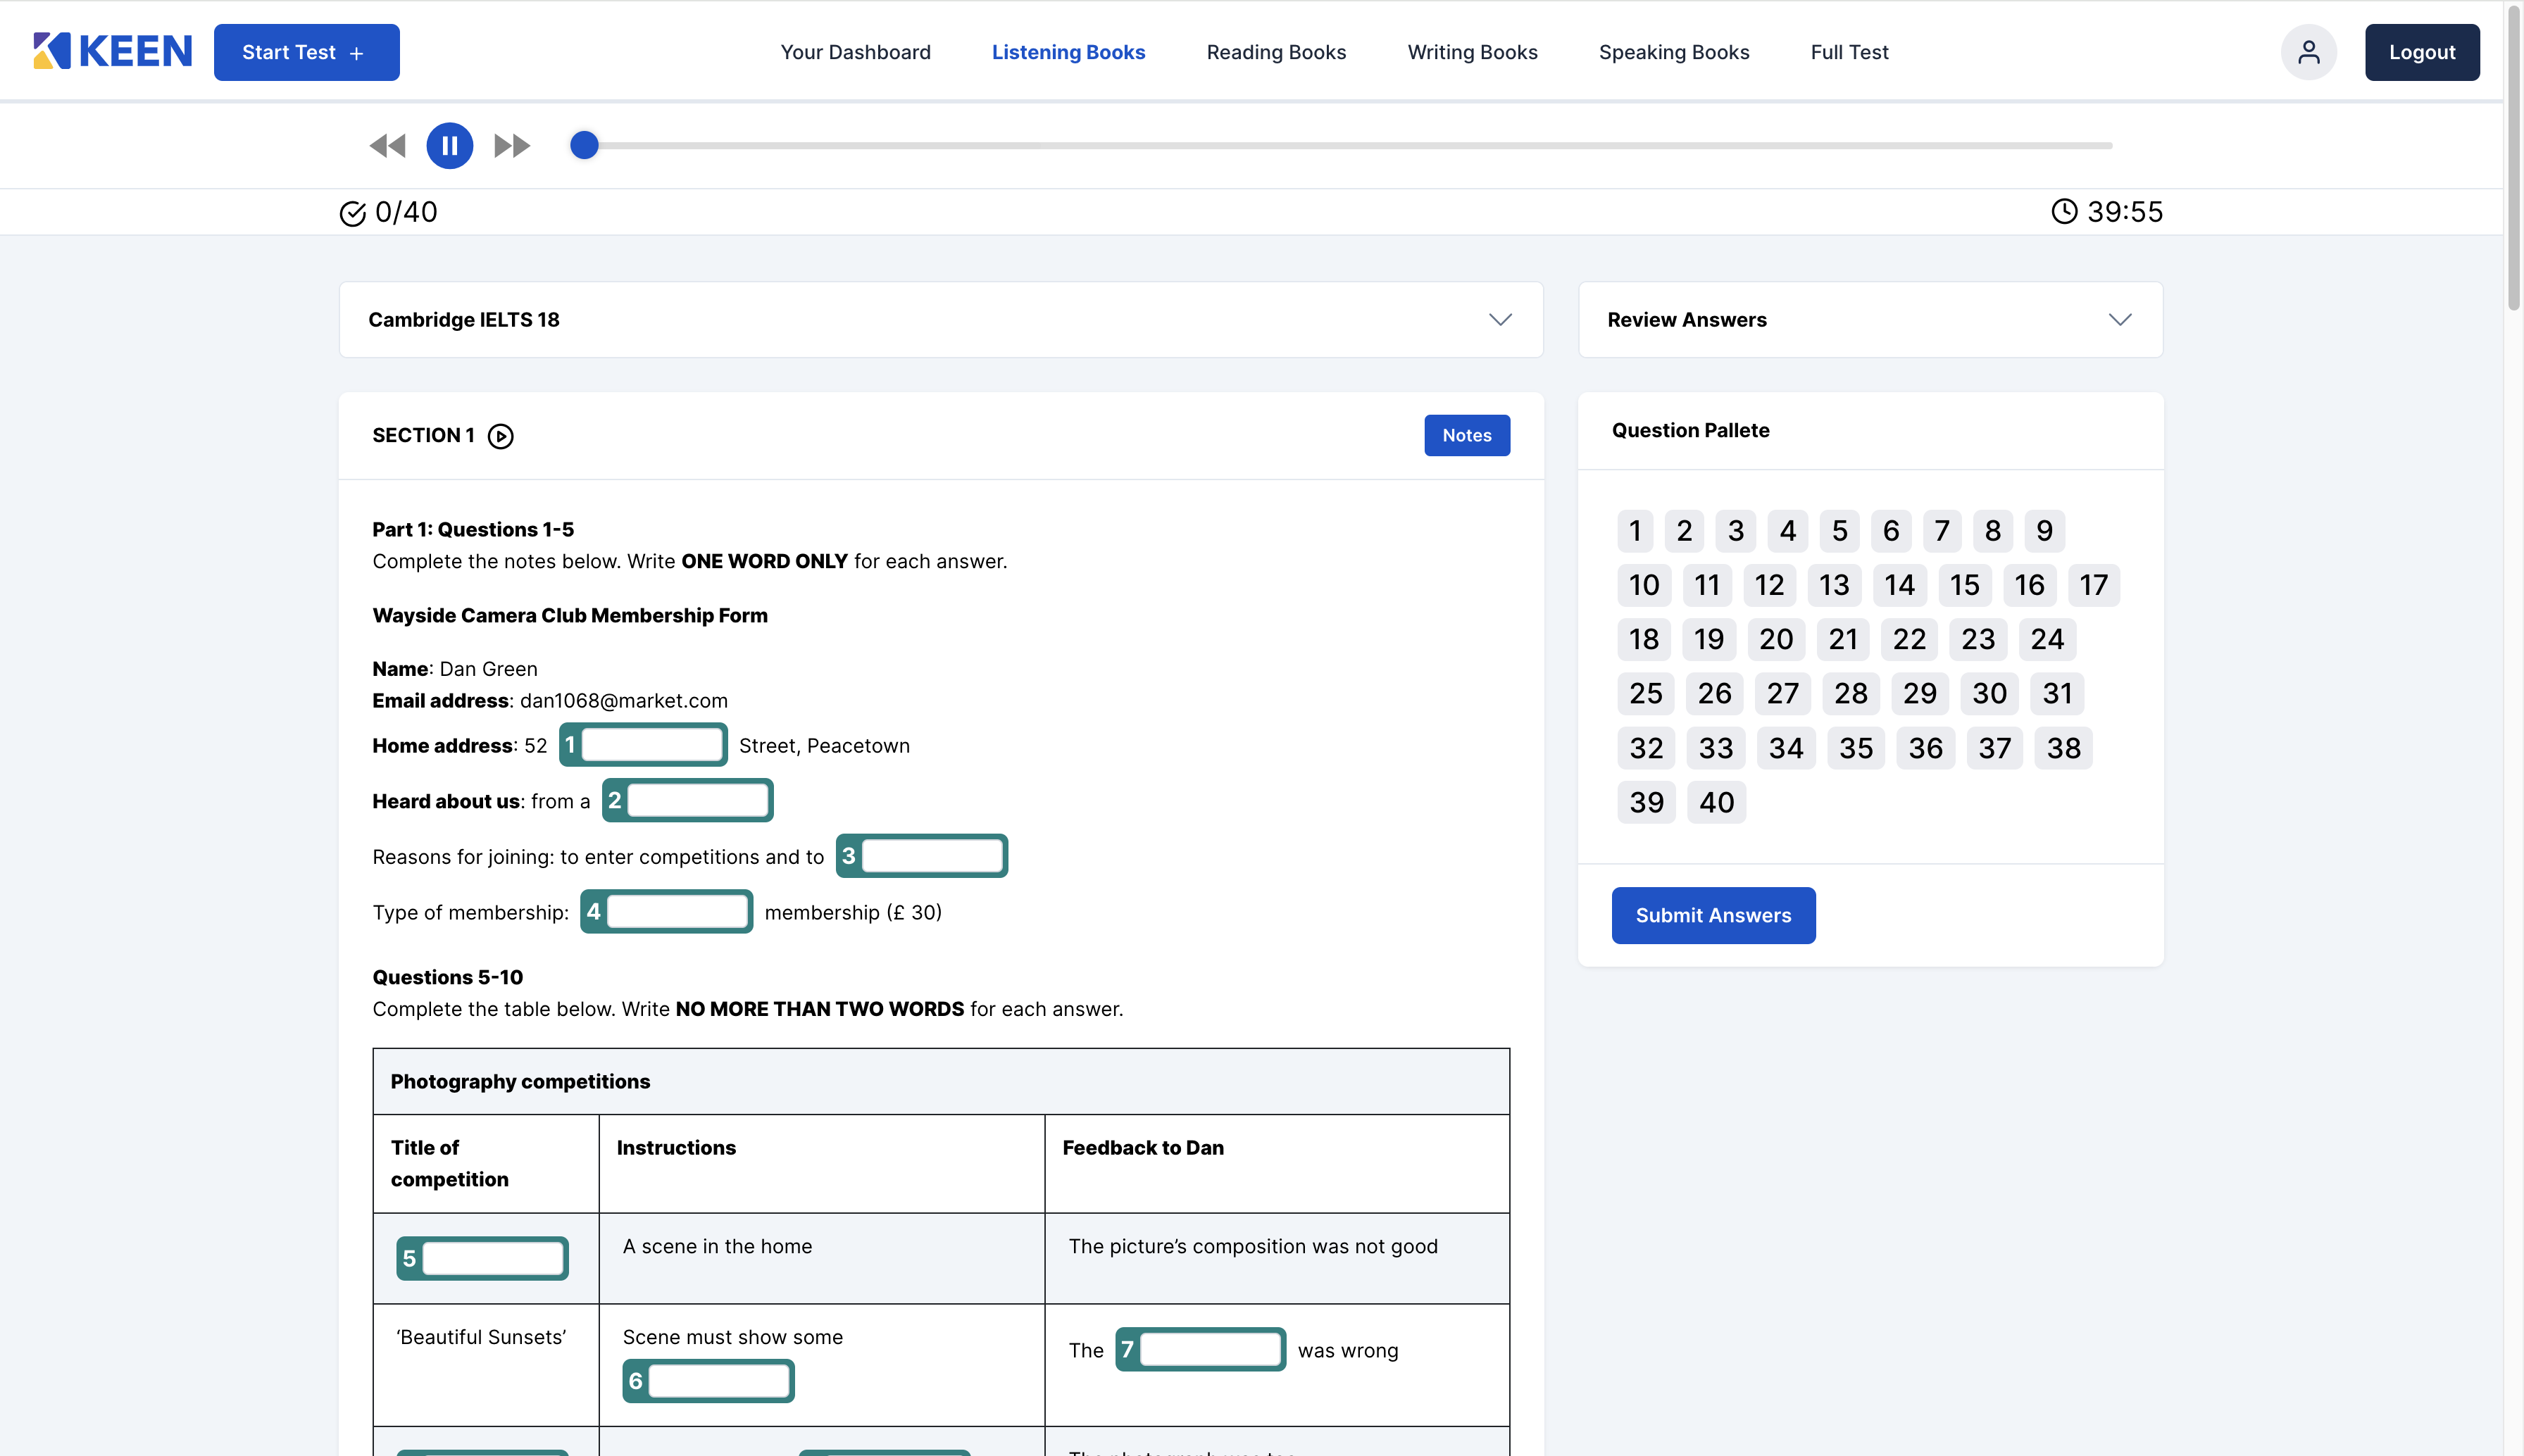 KEEN
Start Test +
Your Dashboard
Listening Books
Reading Books
Writing Books
Speaking Books
Full Test
Logout
0/40
39:55
Cambridge IELTS 18
Review Answers
SECTION 1
Notes
Part 1: Questions 1-5
Complete the notes below. Write ONE WORD ONLY for each answer.
Wayside Camera Club Membership Form
Name: Dan Green
Email address: dan1068@market.com
Home address: 52 1 Street, Peacetown
Heard about us: from a 2
Reasons for joining: to enter competitions and to 3
Type of membership: 4 membership (£ 30)
Questions 5-10
Complete the table below. Write NO MORE THAN TWO WORDS for each answer.
Photography competitions
Title of
competition
Instructions
Feedback to Dan
5
A scene in the home
The picture’s composition was not good
‘Beautiful Sunsets’
Scene must show some
6
The 7 was wrong
Question Pallete
1 2 3 4 5 6 7 8 9
10 11 12 13 14 15 16 17
18 19 20 21 22 23 24
25 26 27 28 29 30 31
32 33 34 35 36 37 38
39 40
Submit Answers